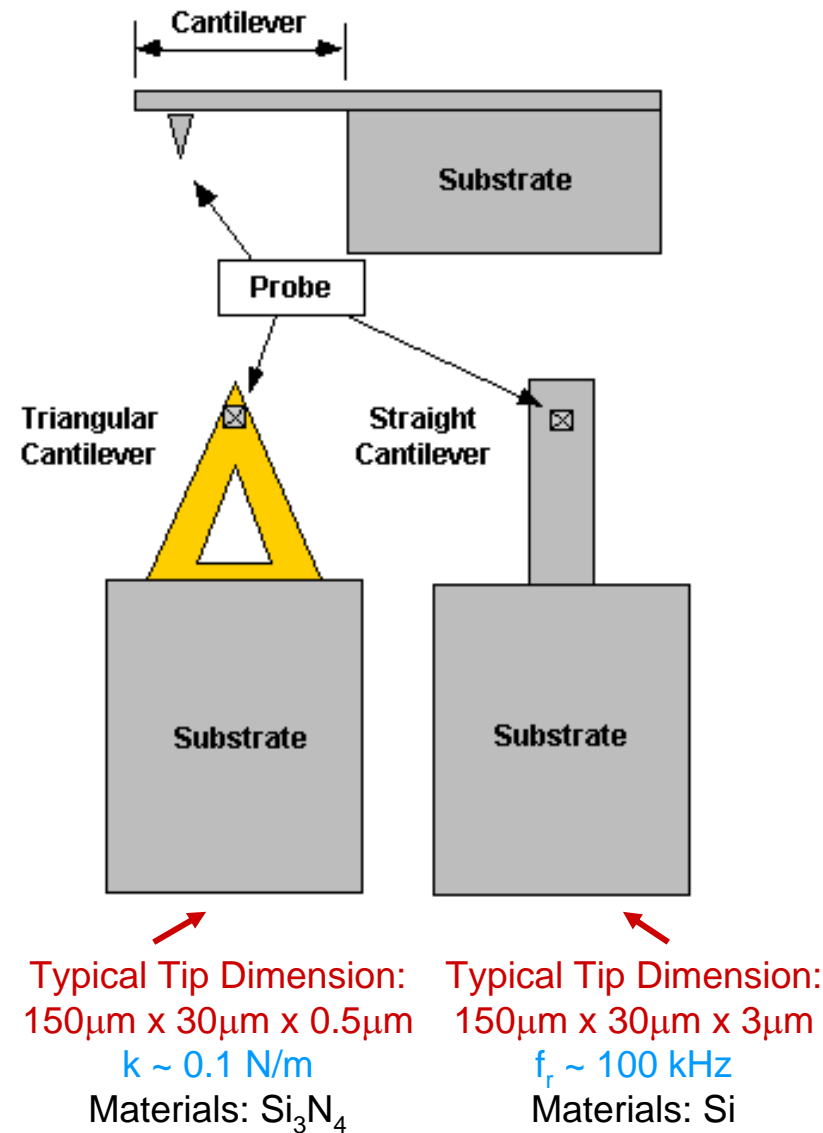 Cantilever
Substrate
Probe
Triangular
Cantilever
Straight
Cantilever
Substrate
Substrate
Typical Tip Dimension:
150μm x 30μm x 0.5μm
k ~ 0.1 N/m
Materials: Si₃N₄
Typical Tip Dimension:
150μm x 30μm x 3μm
fᵣ ~ 100 kHz
Materials: Si